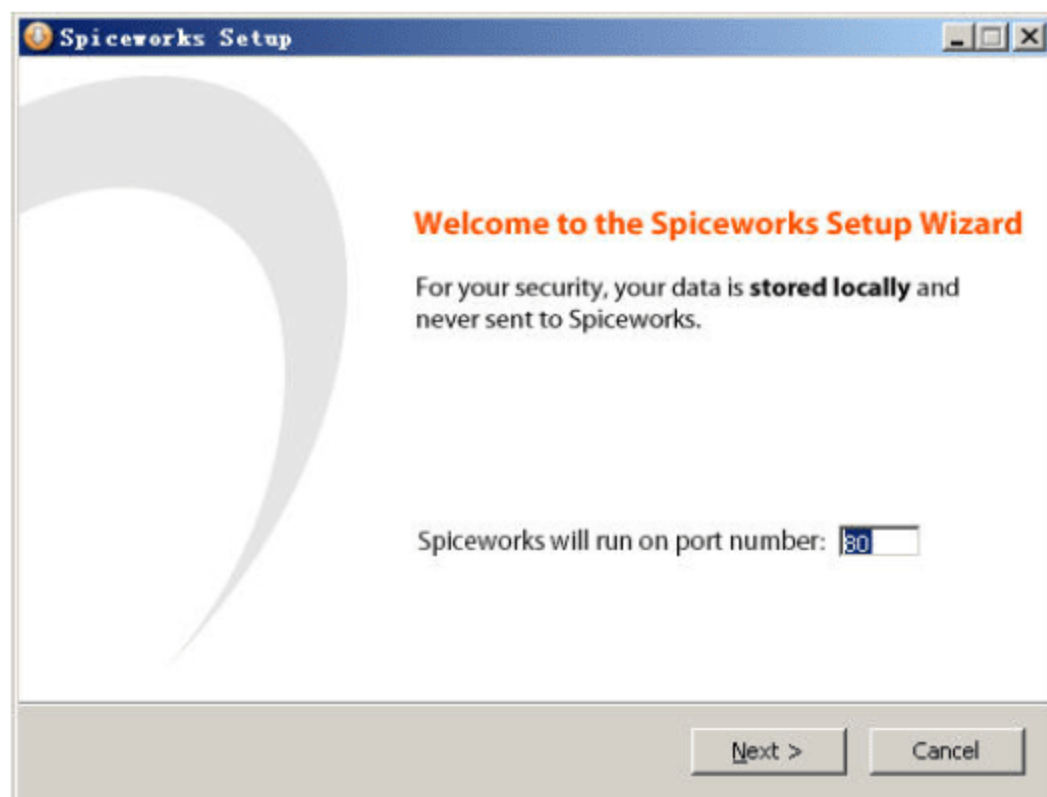 Spiceworks Setup
Welcome to the Spiceworks Setup Wizard
For your security, your data is stored locally and
never sent to Spiceworks.
Spiceworks will run on port number: 80
Next > Cancel